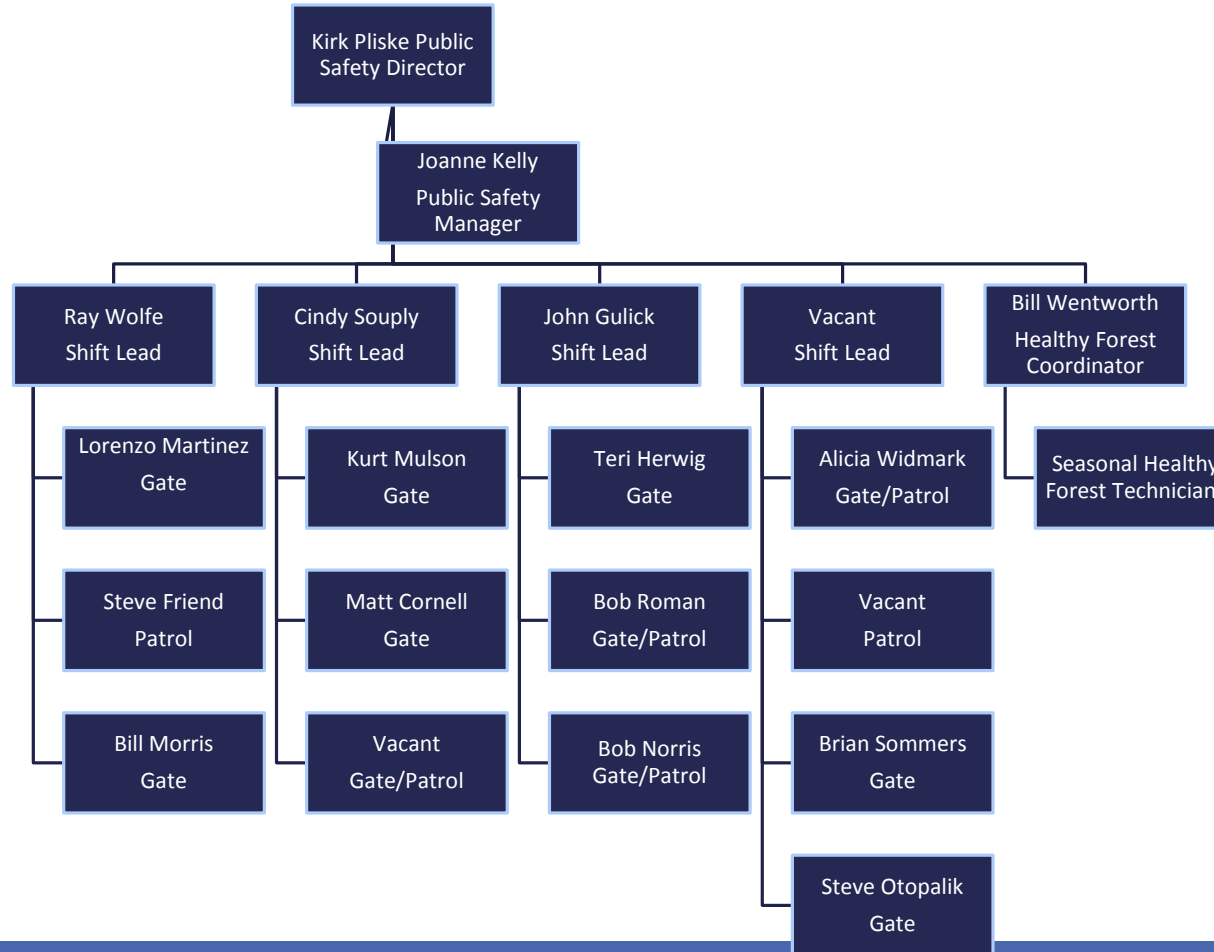 Kirk Pliske Public
Safety Director
Joanne Kelly
Public Safety
Manager
Ray Wolfe
Shift Lead
Cindy Souply
Shift Lead
John Gulick
Shift Lead
Vacant
Shift Lead
Bill Wentworth
Healthy Forest
Coordinator
Lorenzo Martinez
Gate
Kurt Mulson
Gate
Teri Herwig
Gate
Alicia Widmark
Gate/Patrol
Seasonal Healthy
Forest Technician
Steve Friend
Patrol
Matt Cornell
Gate
Bob Roman
Gate/Patrol
Vacant
Patrol
Bill Morris
Gate
Vacant
Gate/Patrol
Bob Norris
Gate/Patrol
Brian Sommers
Gate
Steve Otopalik
Gate